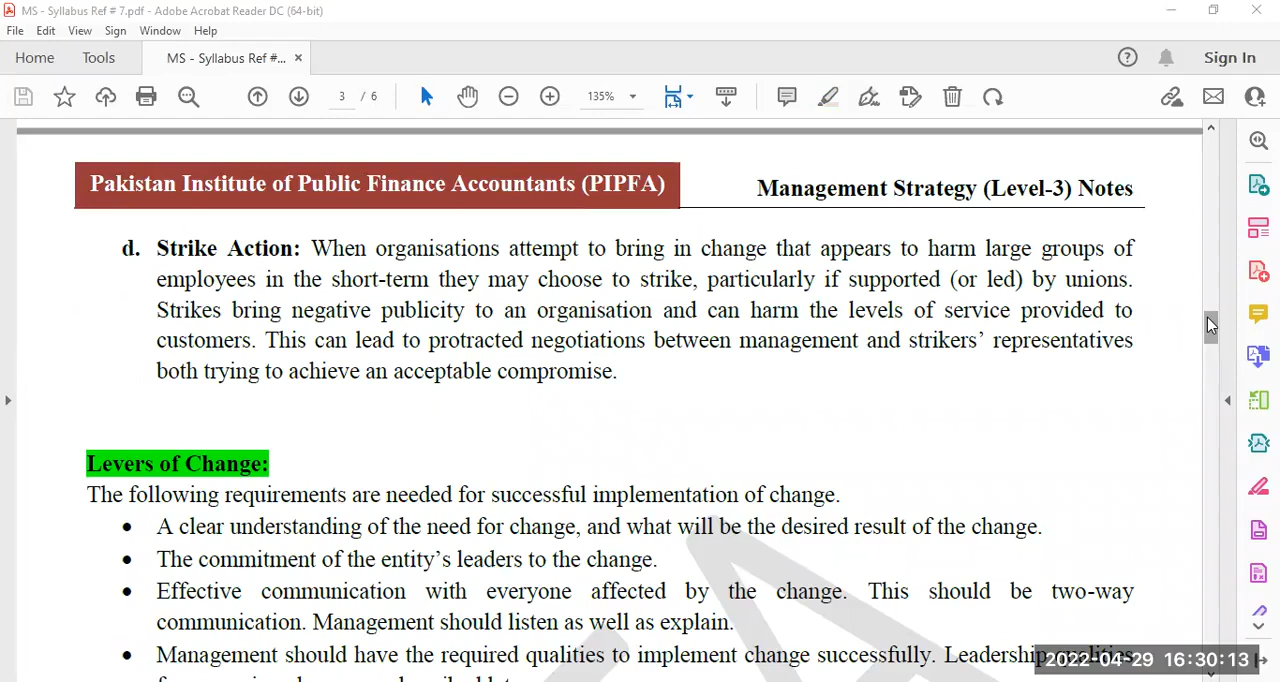 MS - Syllabus Ref # 7.pdf - Adobe Acrobat Reader DC (64-bit)
File Edit View Sign Window Help
Home Tools MS - Syllabus Ref #... × Sign In
3 / 6 135%
Pakistan Institute of Public Finance Accountants (PIPFA)
Management Strategy (Level-3) Notes
d. Strike Action: When organisations attempt to bring in change that appears to harm large groups of
employees in the short-term they may choose to strike, particularly if supported (or led) by unions.
Strikes bring negative publicity to an organisation and can harm the levels of service provided to
customers. This can lead to protracted negotiations between management and strikers’ representatives
both trying to achieve an acceptable compromise.
Levers of Change:
The following requirements are needed for successful implementation of change.
• A clear understanding of the need for change, and what will be the desired result of the change.
• The commitment of the entity’s leaders to the change.
• Effective communication with everyone affected by the change. This should be two-way
communication. Management should listen as well as explain.
• Management should have the required qualities to implement change successfully. Leadership qualities
2022-04-29 16:30:13